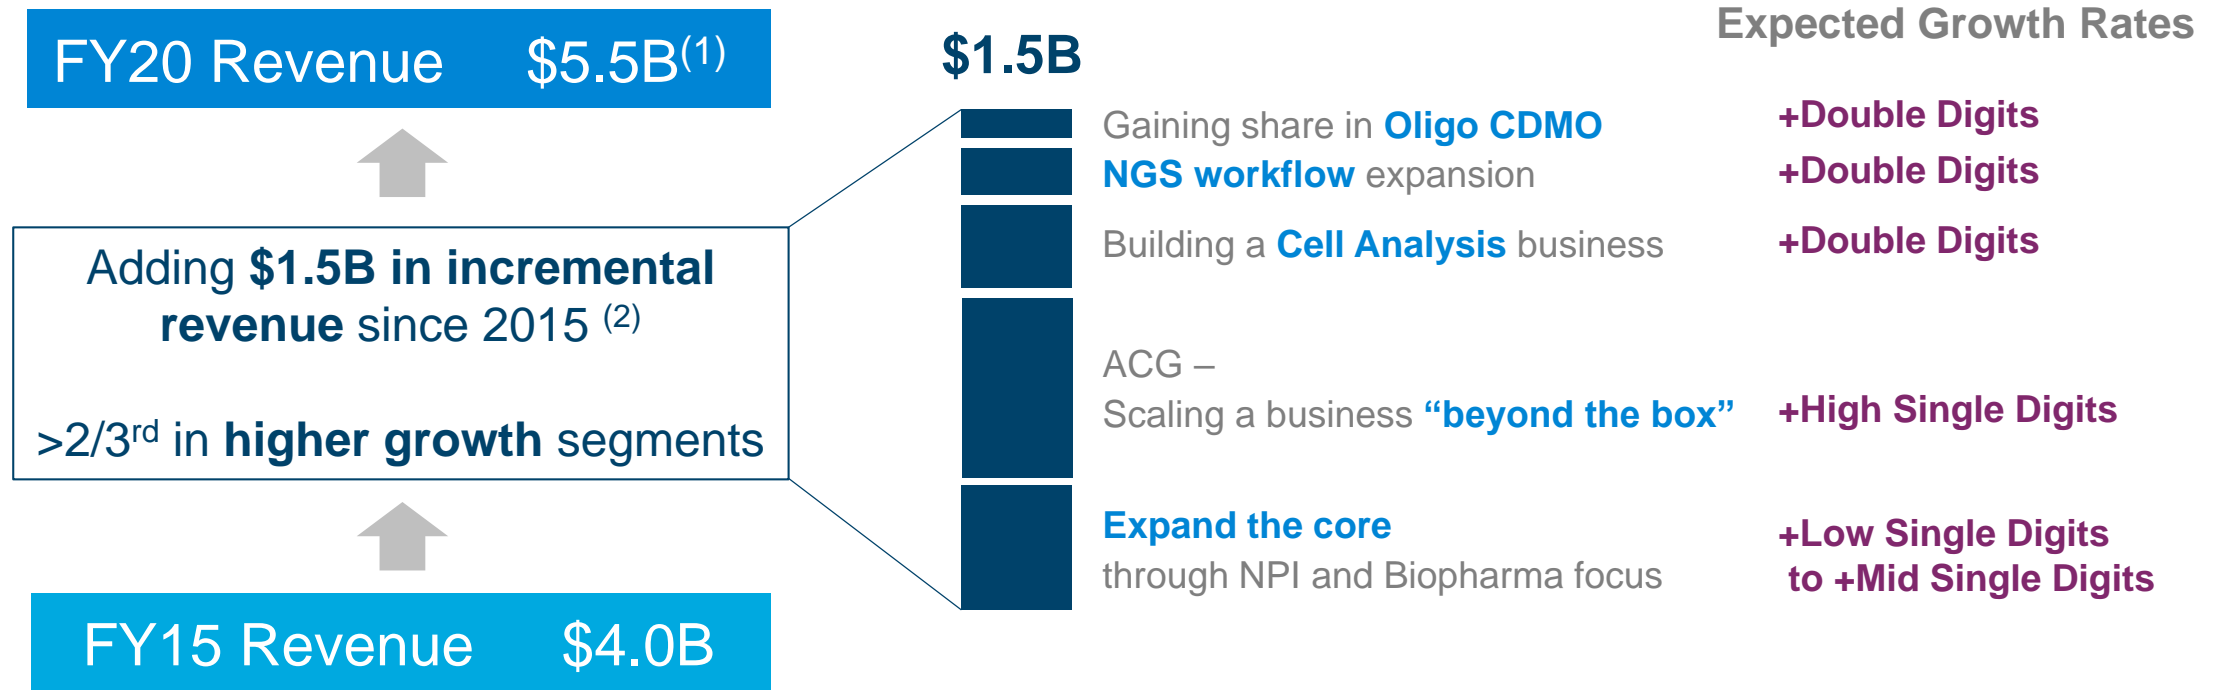 FY20 Revenue $5.5B(1)
Adding $1.5B in incremental
revenue since 2015 (2)
>2/3rd in higher growth segments
FY15 Revenue $4.0B
$1.5B
Expected Growth Rates
Gaining share in Oligo CDMO +Double Digits
NGS workflow expansion +Double Digits
Building a Cell Analysis business +Double Digits
ACG –
Scaling a business “beyond the box” +High Single Digits
Expand the core
through NPI and Biopharma focus
+Low Single Digits
to +Mid Single Digits